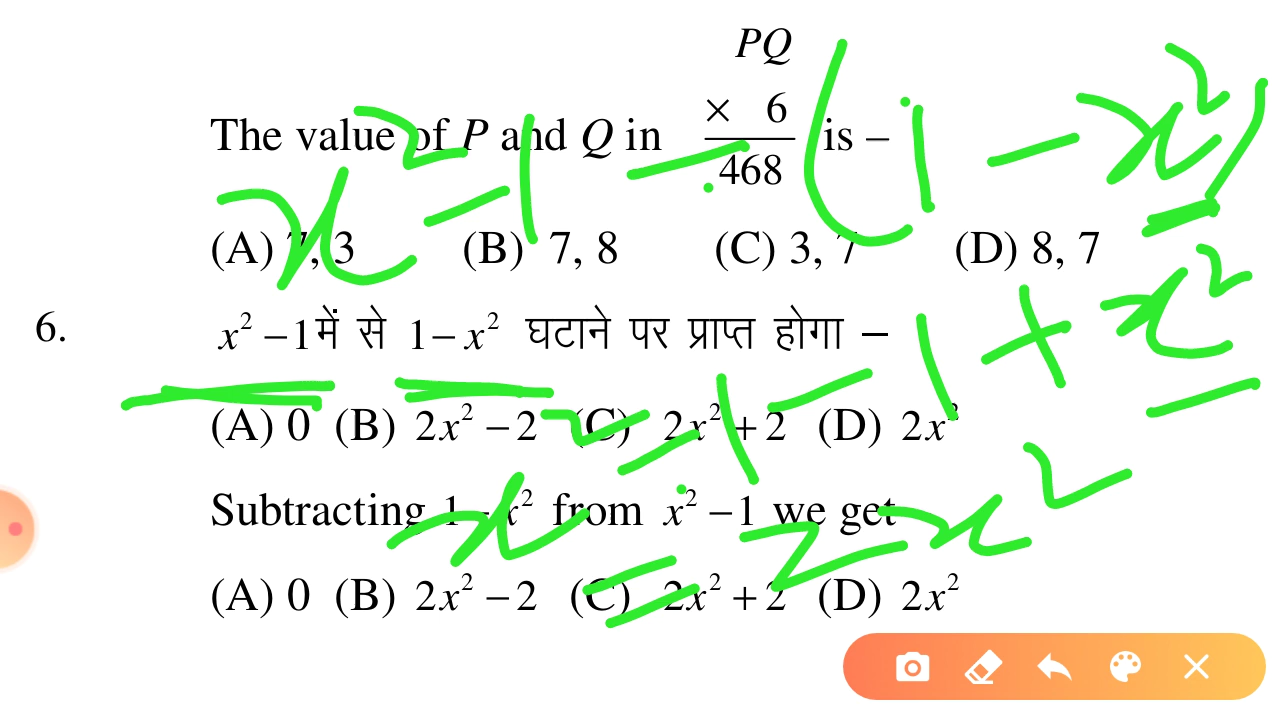 PQ
The value of P and Q in × 6 is –
468
(A) 7, 3 (B) 7, 8 (C) 3, 7 (D) 8, 7
6. x² – 1 में से 1 – x² घटाने पर प्राप्त होगा –
(A) 0 (B) 2x² – 2 (C) 2x² + 2 (D) 2x²
Subtracting 1 – x² from x² – 1 we get
(A) 0 (B) 2x² – 2 (C) 2x² + 2 (D) 2x²
x² – 1 – (1 – x²)
= x² – 1 – 1 + x²
= 2x²